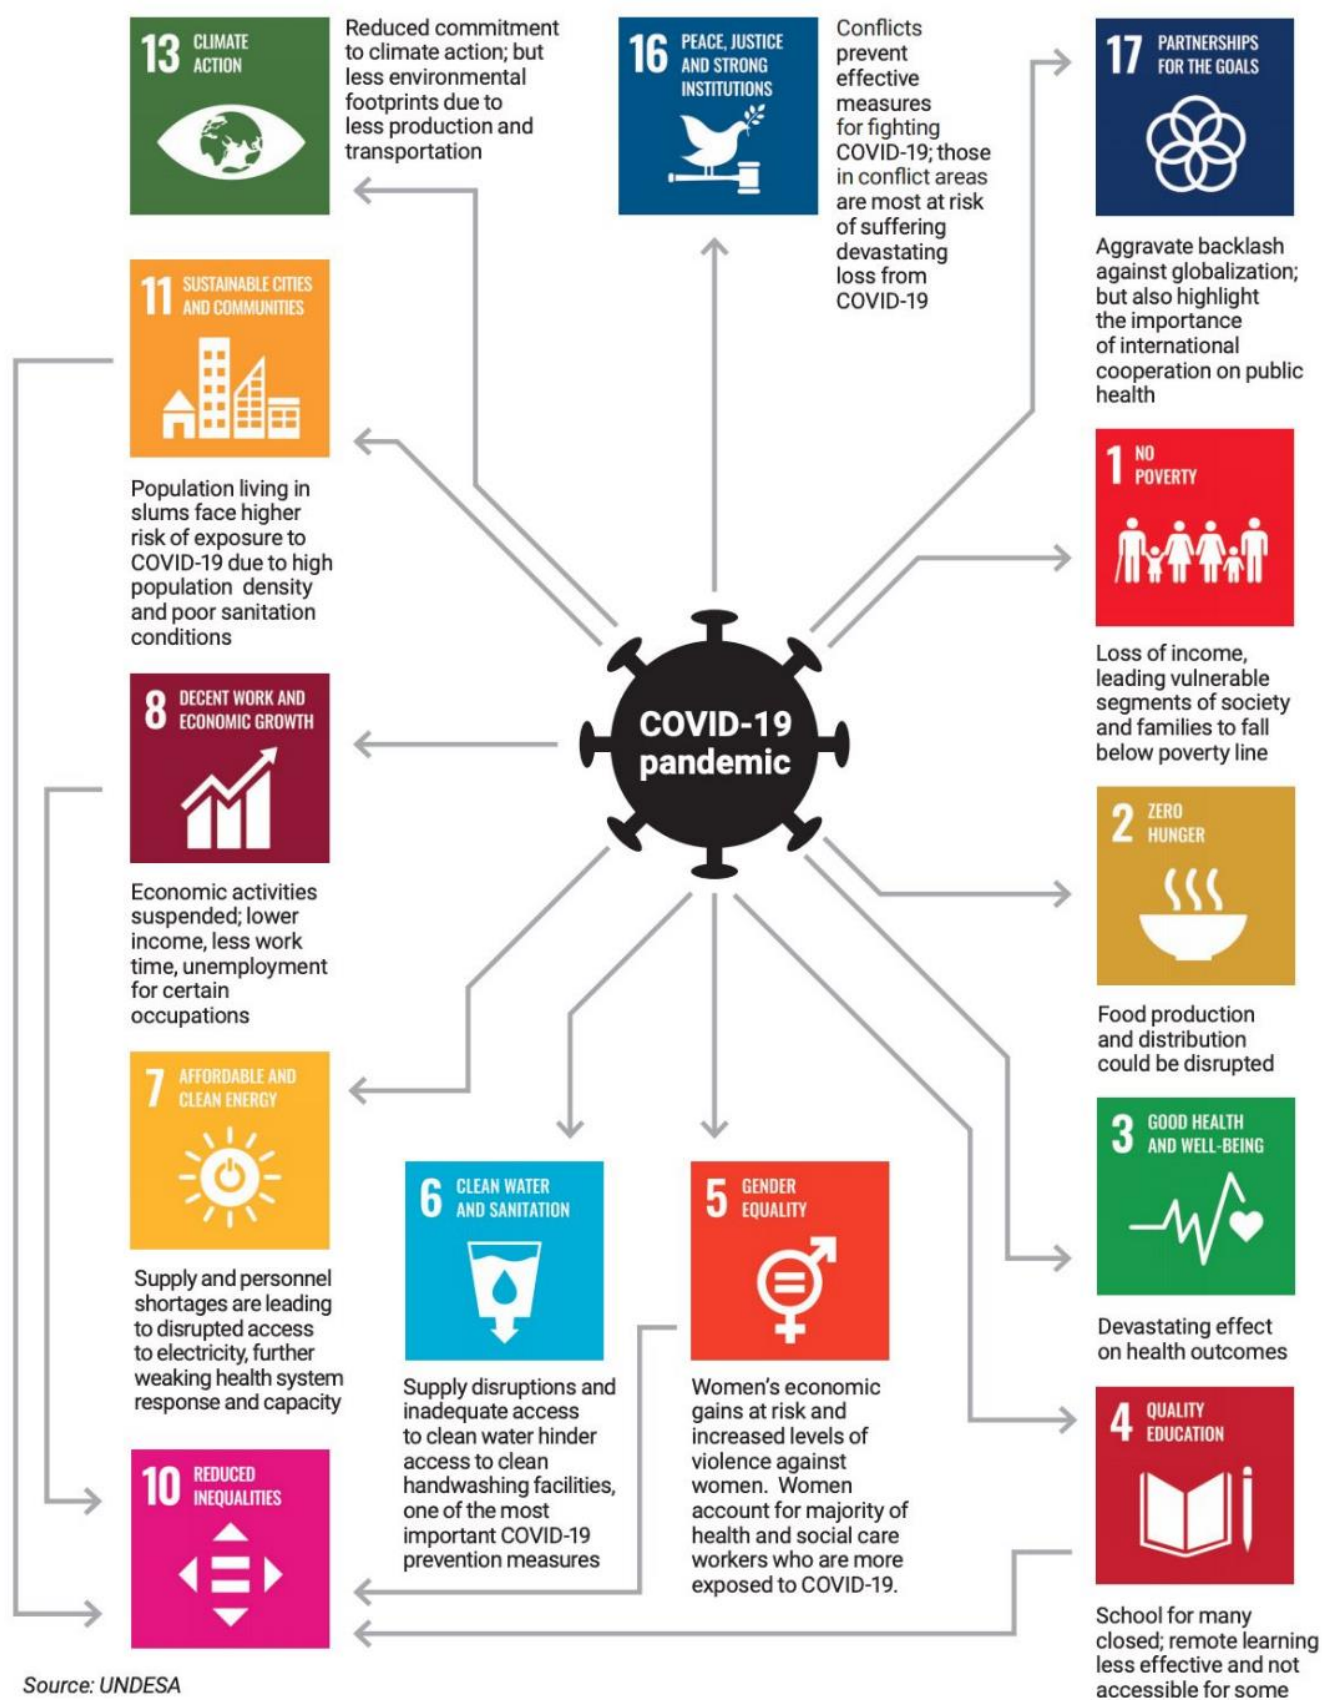 13 CLIMATE
ACTION
Reduced commitment
to climate action; but
less environmental
footprints due to
less production and
transportation
16 PEACE, JUSTICE
AND STRONG
INSTITUTIONS
Conflicts
prevent
effective
measures
for fighting
COVID-19; those
in conflict areas
are most at risk
of suffering
devastating
loss from
COVID-19
17 PARTNERSHIPS
FOR THE GOALS
Aggravate backlash
against globalization;
but also highlight
the importance
of international
cooperation on public
health
11 SUSTAINABLE CITIES
AND COMMUNITIES
Population living in
slums face higher
risk of exposure to
COVID-19 due to high
population density
and poor sanitation
conditions
1 NO
POVERTY
Loss of income,
leading vulnerable
segments of society
and families to fall
below poverty line
COVID-19
pandemic
8 DECENT WORK AND
ECONOMIC GROWTH
Economic activities
suspended; lower
income, less work
time, unemployment
for certain
occupations
2 ZERO
HUNGER
Food production
and distribution
could be disrupted
7 AFFORDABLE AND
CLEAN ENERGY
Supply and personnel
shortages are leading
to disrupted access
to electricity, further
weaking health system
response and capacity
6 CLEAN WATER
AND SANITATION
Supply disruptions and
inadequate access
to clean water hinder
access to clean
handwashing facilities,
one of the most
important COVID-19
prevention measures
5 GENDER
EQUALITY
Women's economic
gains at risk and
increased levels of
violence against
women. Women
account for majority of
health and social care
workers who are more
exposed to COVID-19.
3 GOOD HEALTH
AND WELL-BEING
Devastating effect
on health outcomes
4 QUALITY
EDUCATION
School for many
closed; remote learning
less effective and not
accessible for some
10 REDUCED
INEQUALITIES
Source: UNDESA